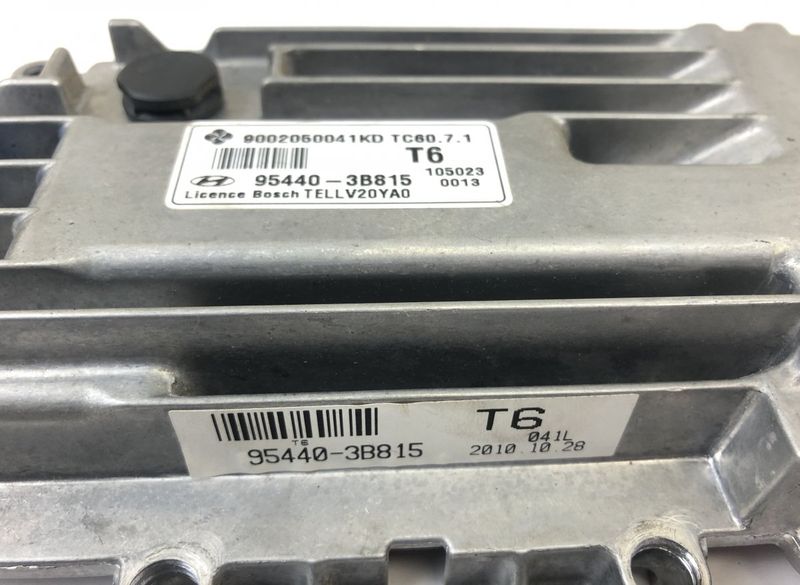 9002050041KD TC60.7.1
T6
95440-3B815 105023
0013
Licence Bosch TELLV20YA0
T6
T6
041L
95440-3B815 2010.10.28